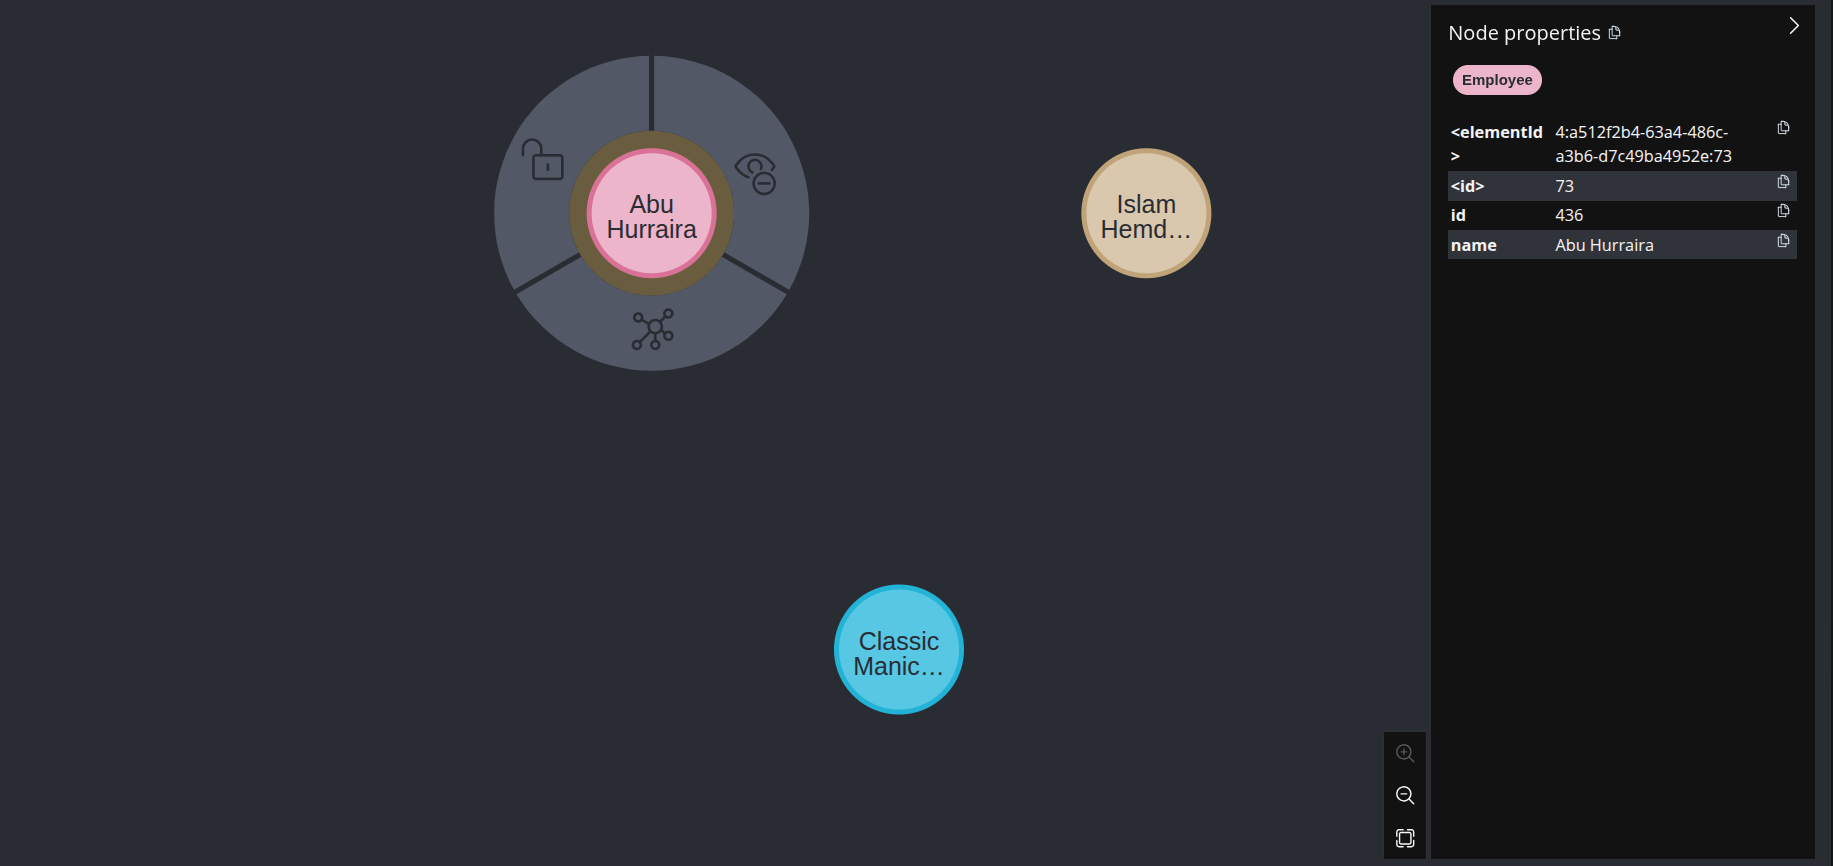 Abu
Hurraira
Islam
Hemd…
Classic
Manic…
Node properties
Employee
<elementId
>
4:a512f2b4-63a4-486c-
a3b6-d7c49ba4952e:73
<id> 73
id 436
name Abu Hurraira